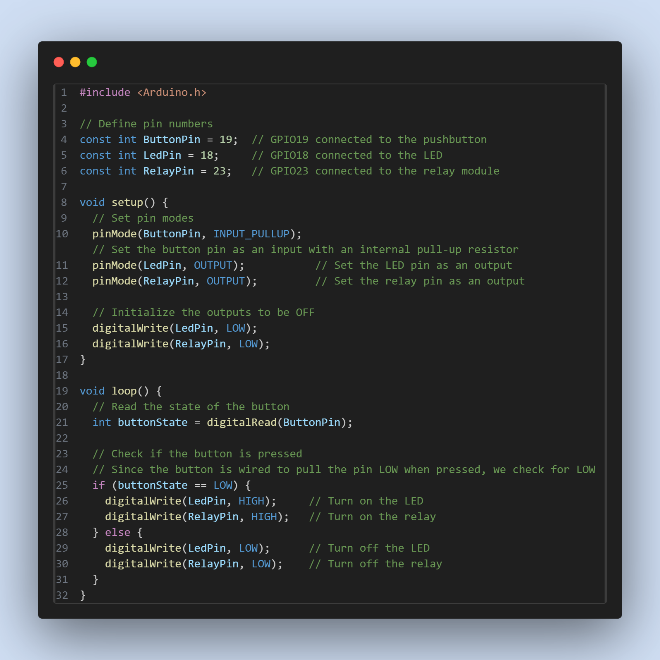 1 #include <Arduino.h>
2
3 // Define pin numbers
4 const int ButtonPin = 19;  // GPIO19 connected to the pushbutton
5 const int LedPin = 18;     // GPIO18 connected to the LED
6 const int RelayPin = 23;   // GPIO23 connected to the relay module
7
8 void setup() {
9   // Set pin modes
10   pinMode(ButtonPin, INPUT_PULLUP);
  // Set the button pin as an input with an internal pull-up resistor
11   pinMode(LedPin, OUTPUT);           // Set the LED pin as an output
12   pinMode(RelayPin, OUTPUT);         // Set the relay pin as an output
13
14   // Initialize the outputs to be OFF
15   digitalWrite(LedPin, LOW);
16   digitalWrite(RelayPin, LOW);
17 }
18
19 void loop() {
20   // Read the state of the button
21   int buttonState = digitalRead(ButtonPin);
22
23   // Check if the button is pressed
24   // Since the button is wired to pull the pin LOW when pressed, we check for LOW
25   if (buttonState == LOW) {
26     digitalWrite(LedPin, HIGH);     // Turn on the LED
27     digitalWrite(RelayPin, HIGH);   // Turn on the relay
28   } else {
29     digitalWrite(LedPin, LOW);      // Turn off the LED
30     digitalWrite(RelayPin, LOW);    // Turn off the relay
31   }
32 }